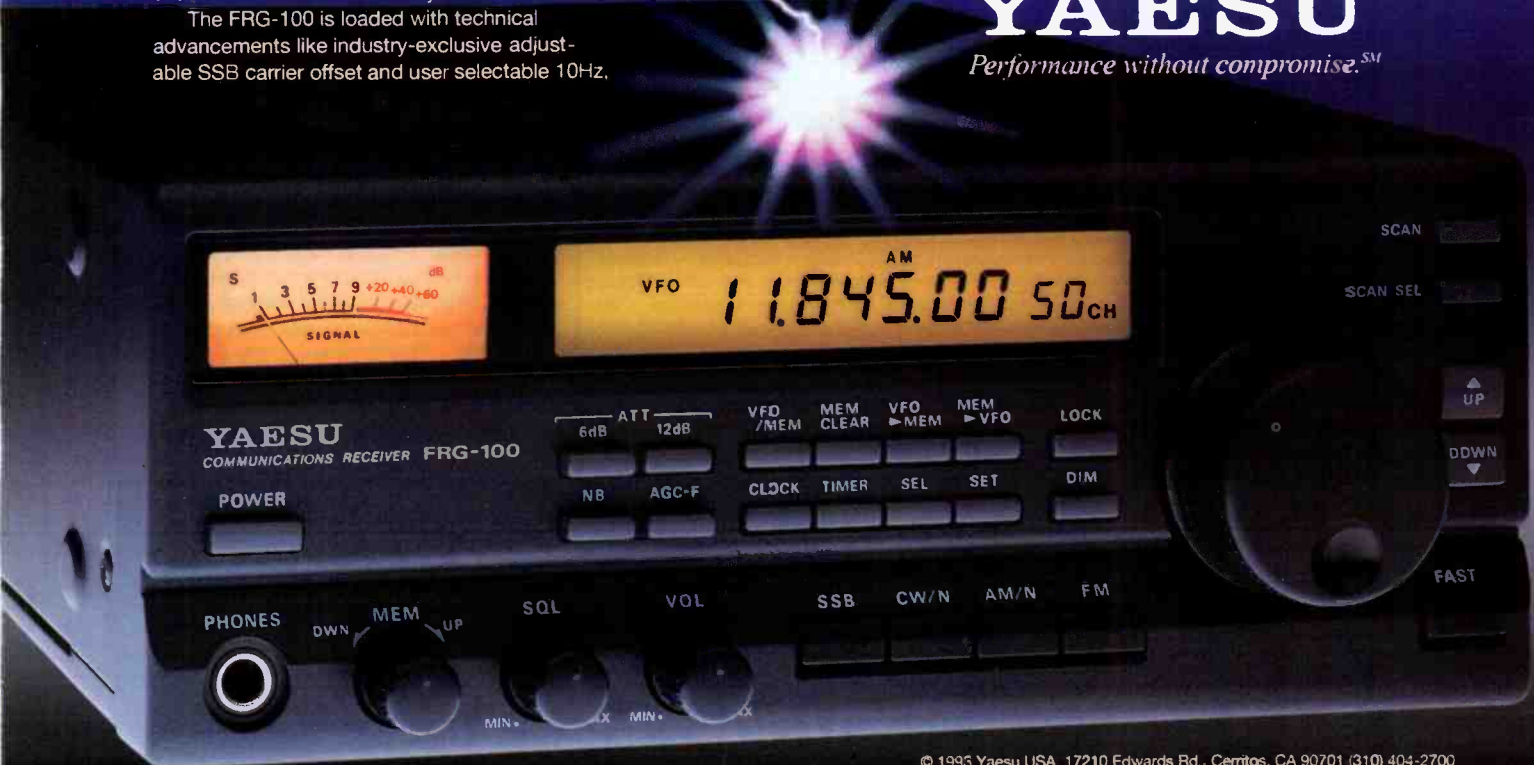 The FRG-100 is loaded with technical
advancements like industry-exclusive adjust-
able SSB carrier offset and user selectable 10Hz,
YAESU
Performance without compromise.SM
S 1 3 5 7 9 +20 +40 +60 dB
SIGNAL
VFO AM 11.845.00 50CH
SCAN
SCAN SEL
UP
DOWN
YAESU
COMMUNICATIONS RECEIVER FRG-100
POWER
ATT
6dB 12dB
NB AGC-F
VFO/MEM MEM CLEAR VFO►MEM MEM►VFO LOCK
CLOCK TIMER SEL SET DIM
FAST
PHONES
DWN MEM UP
SQL
MIN.
VOL
MIN.
SSB CW/N AM/N FM
Yaesu USA, 17210 Edwards Rd., Cerritos, CA 90701 (310) 404-2700